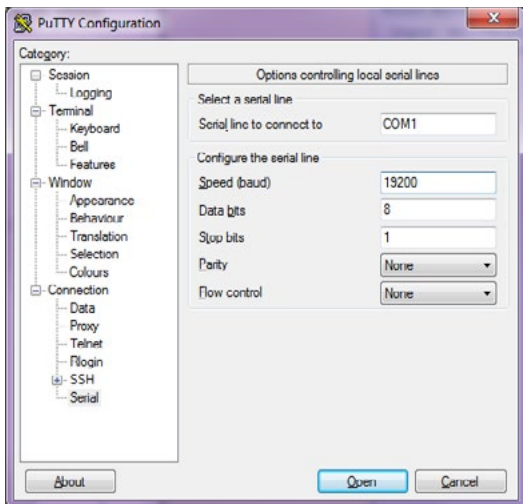 PuTTY Configuration
Category:
Session
Logging
Terminal
Keyboard
Bell
Features
Window
Appearance
Behaviour
Translation
Selection
Colours
Connection
Data
Proxy
Telnet
Rlogin
SSH
Serial
Options controlling local serial lines
Select a serial line
Serial line to connect to COM1
Configure the serial line
Speed (baud) 19200
Data bits 8
Stop bits 1
Parity None
Flow control None
About Open Cancel